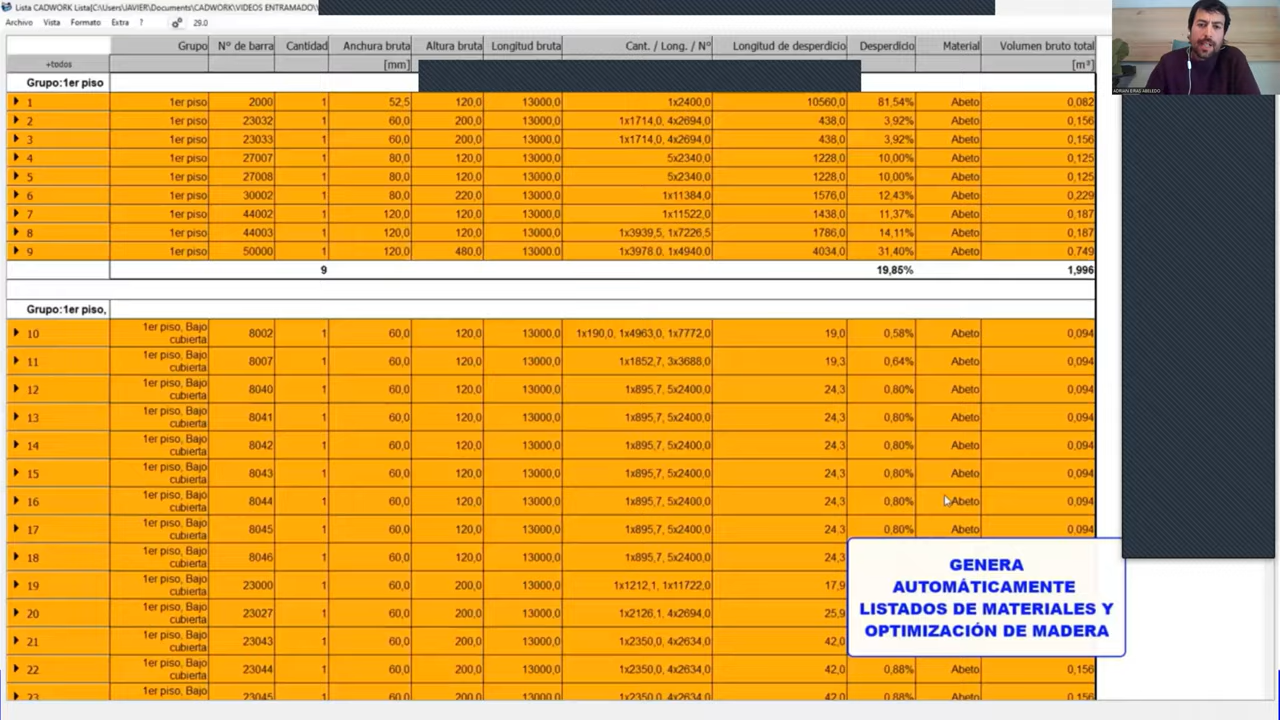 Lista CADWORK Lista[C:\Users\JAVIER\Documents\CADWORK\VIDEOS ENTRAMADO\
Archivo Vista Formato Extra ? 29.0
Grupo Nº de barra Cantidad Anchura bruta Altura bruta Longitud bruta Cant. / Long. / Nº Longitud de desperdicio Desperdicio Material Volumen bruto total
+todos [mm] [m³]
Grupo:1er piso
1 1er piso 2000 1 52,5 120,0 13000,0 1x2400,0 10560,0 81,54% Abeto 0,082
2 1er piso 23032 1 60,0 200,0 13000,0 1x1714,0, 4x2694,0 438,0 3,92% Abeto 0,156
3 1er piso 23033 1 60,0 200,0 13000,0 1x1714,0, 4x2694,0 438,0 3,92% Abeto 0,156
4 1er piso 27007 1 80,0 120,0 13000,0 5x2340,0 1228,0 10,00% Abeto 0,125
5 1er piso 27008 1 80,0 120,0 13000,0 5x2340,0 1228,0 10,00% Abeto 0,125
6 1er piso 30002 1 80,0 220,0 13000,0 1x11384,0 1576,0 12,43% Abeto 0,229
7 1er piso 44002 1 120,0 120,0 13000,0 1x11522,0 1438,0 11,37% Abeto 0,187
8 1er piso 44003 1 120,0 120,0 13000,0 1x3939,5, 1x7226,5 1786,0 14,11% Abeto 0,187
9 1er piso 50000 1 120,0 480,0 13000,0 1x3978,0, 1x4940,0 4034,0 31,40% Abeto 0,749
9 19,85% 1,996
Grupo:1er piso,
10 1er piso, Bajo cubierta 8002 1 60,0 120,0 13000,0 1x190,0, 1x4963,0, 1x7772,0 19,0 0,58% Abeto 0,094
11 1er piso, Bajo cubierta 8007 1 60,0 120,0 13000,0 1x1852,7, 3x3688,0 19,3 0,64% Abeto 0,094
12 1er piso, Bajo cubierta 8040 1 60,0 120,0 13000,0 1x895,7, 5x2400,0 24,3 0,80% Abeto 0,094
13 1er piso, Bajo cubierta 8041 1 60,0 120,0 13000,0 1x895,7, 5x2400,0 24,3 0,80% Abeto 0,094
14 1er piso, Bajo cubierta 8042 1 60,0 120,0 13000,0 1x895,7, 5x2400,0 24,3 0,80% Abeto 0,094
15 1er piso, Bajo cubierta 8043 1 60,0 120,0 13000,0 1x895,7, 5x2400,0 24,3 0,80% Abeto 0,094
16 1er piso, Bajo cubierta 8044 1 60,0 120,0 13000,0 1x895,7, 5x2400,0 24,3 0,80% Abeto 0,094
17 1er piso, Bajo cubierta 8045 1 60,0 120,0 13000,0 1x895,7, 5x2400,0 24,3 0,80% Abeto 0,094
18 1er piso, Bajo cubierta 8046 1 60,0 120,0 13000,0 1x895,7, 5x2400,0 24,3
19 1er piso, Bajo cubierta 23000 1 60,0 200,0 13000,0 1x1212,1, 1x11722,0 17,9
20 1er piso, Bajo cubierta 23027 1 60,0 200,0 13000,0 1x2126,1, 4x2694,0 25,9
21 1er piso, Bajo cubierta 23043 1 60,0 200,0 13000,0 1x2350,0, 4x2634,0 42,0
22 1er piso, Bajo cubierta 23044 1 60,0 200,0 13000,0 1x2350,0, 4x2634,0 42,0 0,88% Abeto 0,156
23 1er piso, Bajo 23045 1 60,0 200,0 13000,0 1x2350,0, 4x2634,0 42,0 0,88% Abeto 0,156
GENERA
AUTOMÁTICAMENTE
LISTADOS DE MATERIALES Y
OPTIMIZACIÓN DE MADERA